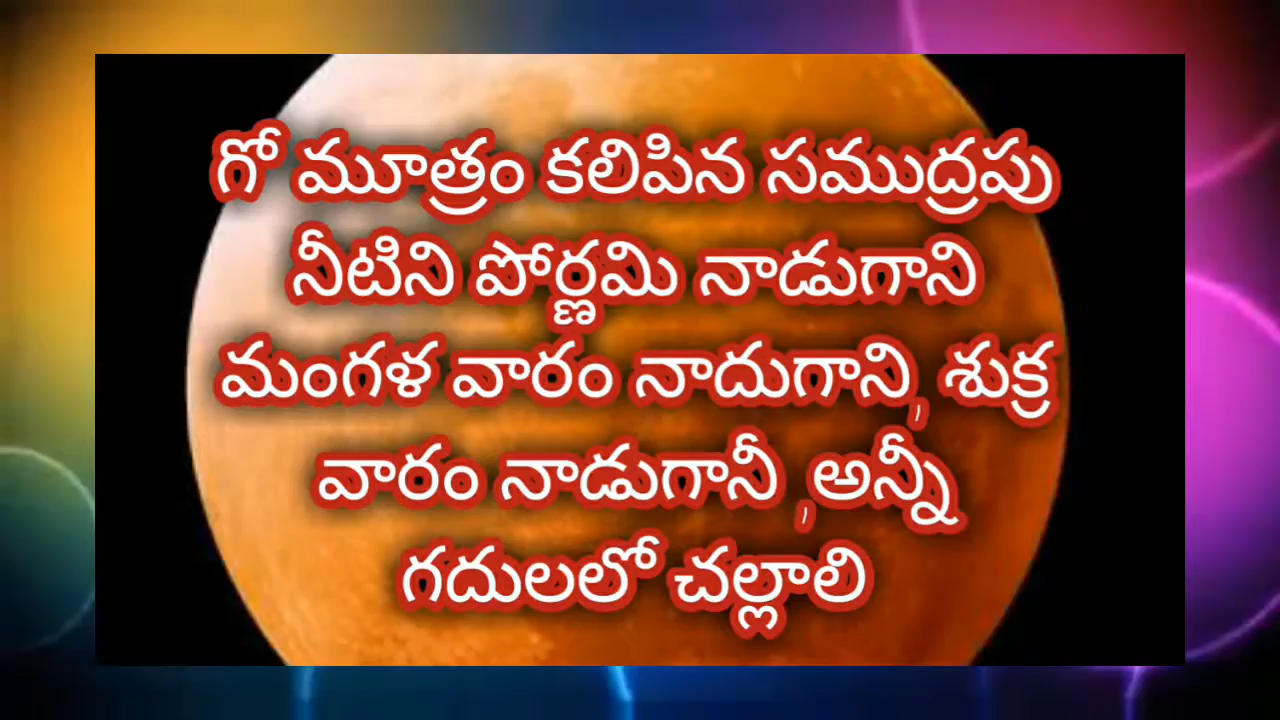 గో మూత్రం కలిపిన సముద్రపు
నీటిని పోర్ణమి నాడుగాని
మంగళ వారం నాదుగాని, శుక్ర
వారం నాడుగానీ ,అన్నీ
గదులలో చల్లాలి